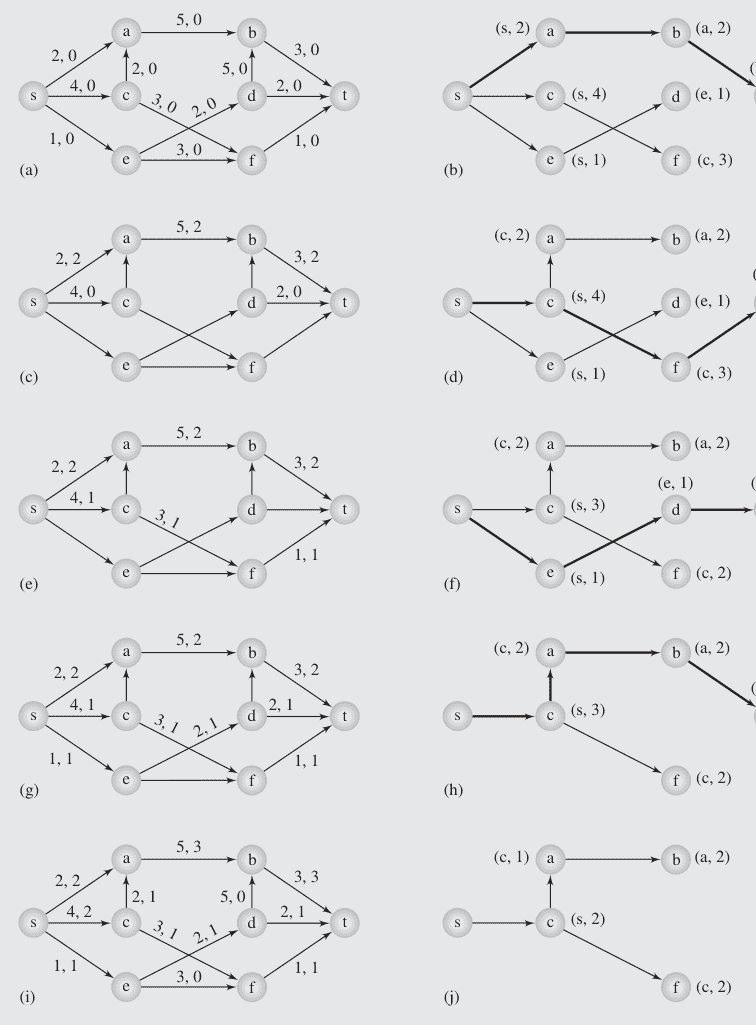 5, 0
a b (s, 2) a b (a, 2)
2, 0 3, 0
2, 0 5, 0
4, 0 2, 0
s c d t s c (s, 4) d (e, 1)
3, 0 2, 0
1, 0 3, 0 1, 0
e f e (s, 1) f (c, 3)
(a) (b)
5, 2
a b (c, 2) a b (a, 2)
2, 2 3, 2
4, 0 2, 0
s c d t s c (s, 4) d (e, 1)
e f e (s, 1) f (c, 3)
(c) (d)
5, 2
a b (c, 2) a b (a, 2)
2, 2 3, 2
4, 1 (e, 1)
s c d t s c (s, 3) d
3, 1
1, 1
e f e (s, 1) f (c, 2)
(e) (f)
5, 2
a b (c, 2) a b (a, 2)
2, 2 3, 2
4, 1 2, 1
s c d t s c (s, 3)
3, 1 2, 1
1, 1 1, 1
e f f (c, 2)
(g) (h)
5, 3
a b (c, 1) a b (a, 2)
2, 2 3, 3
2, 1 5, 0
4, 2 2, 1
s c d t s c (s, 2)
3, 1 2, 1
1, 1 3, 0 1, 1
e f f (c, 2)
(i) (j)